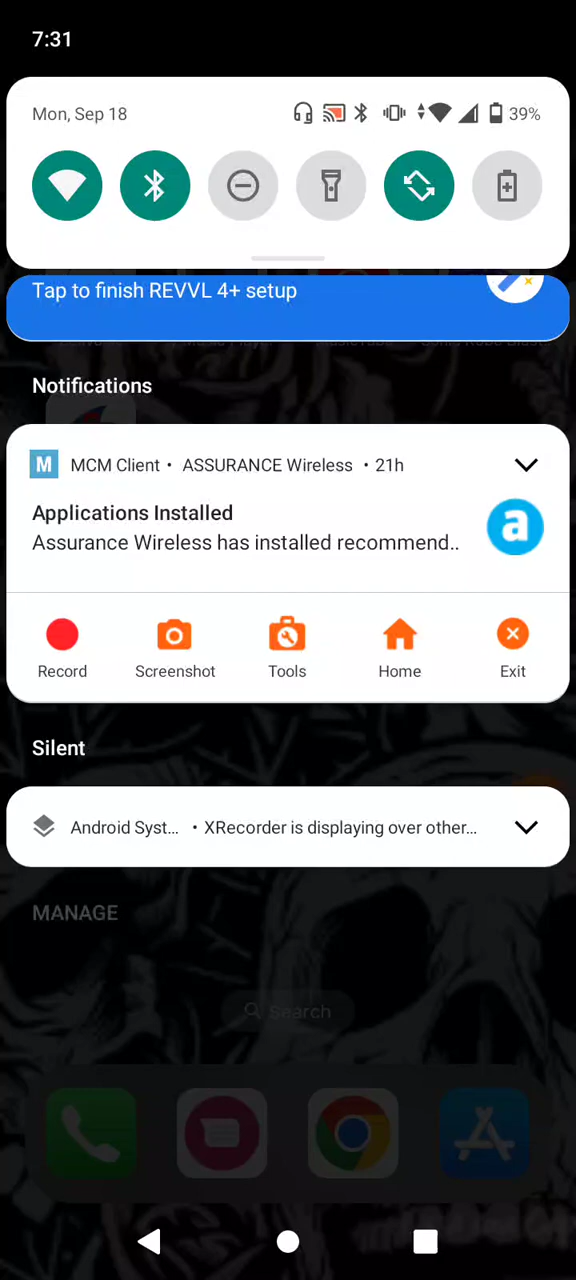 7:31
Mon, Sep 18
39%
Tap to finish REVVL 4+ setup
Notifications
M MCM Client • ASSURANCE Wireless • 21h
Applications Installed
Assurance Wireless has installed recommend..
a
Record Screenshot Tools Home Exit
Silent
Android Syst... • XRecorder is displaying over other...
MANAGE
Search